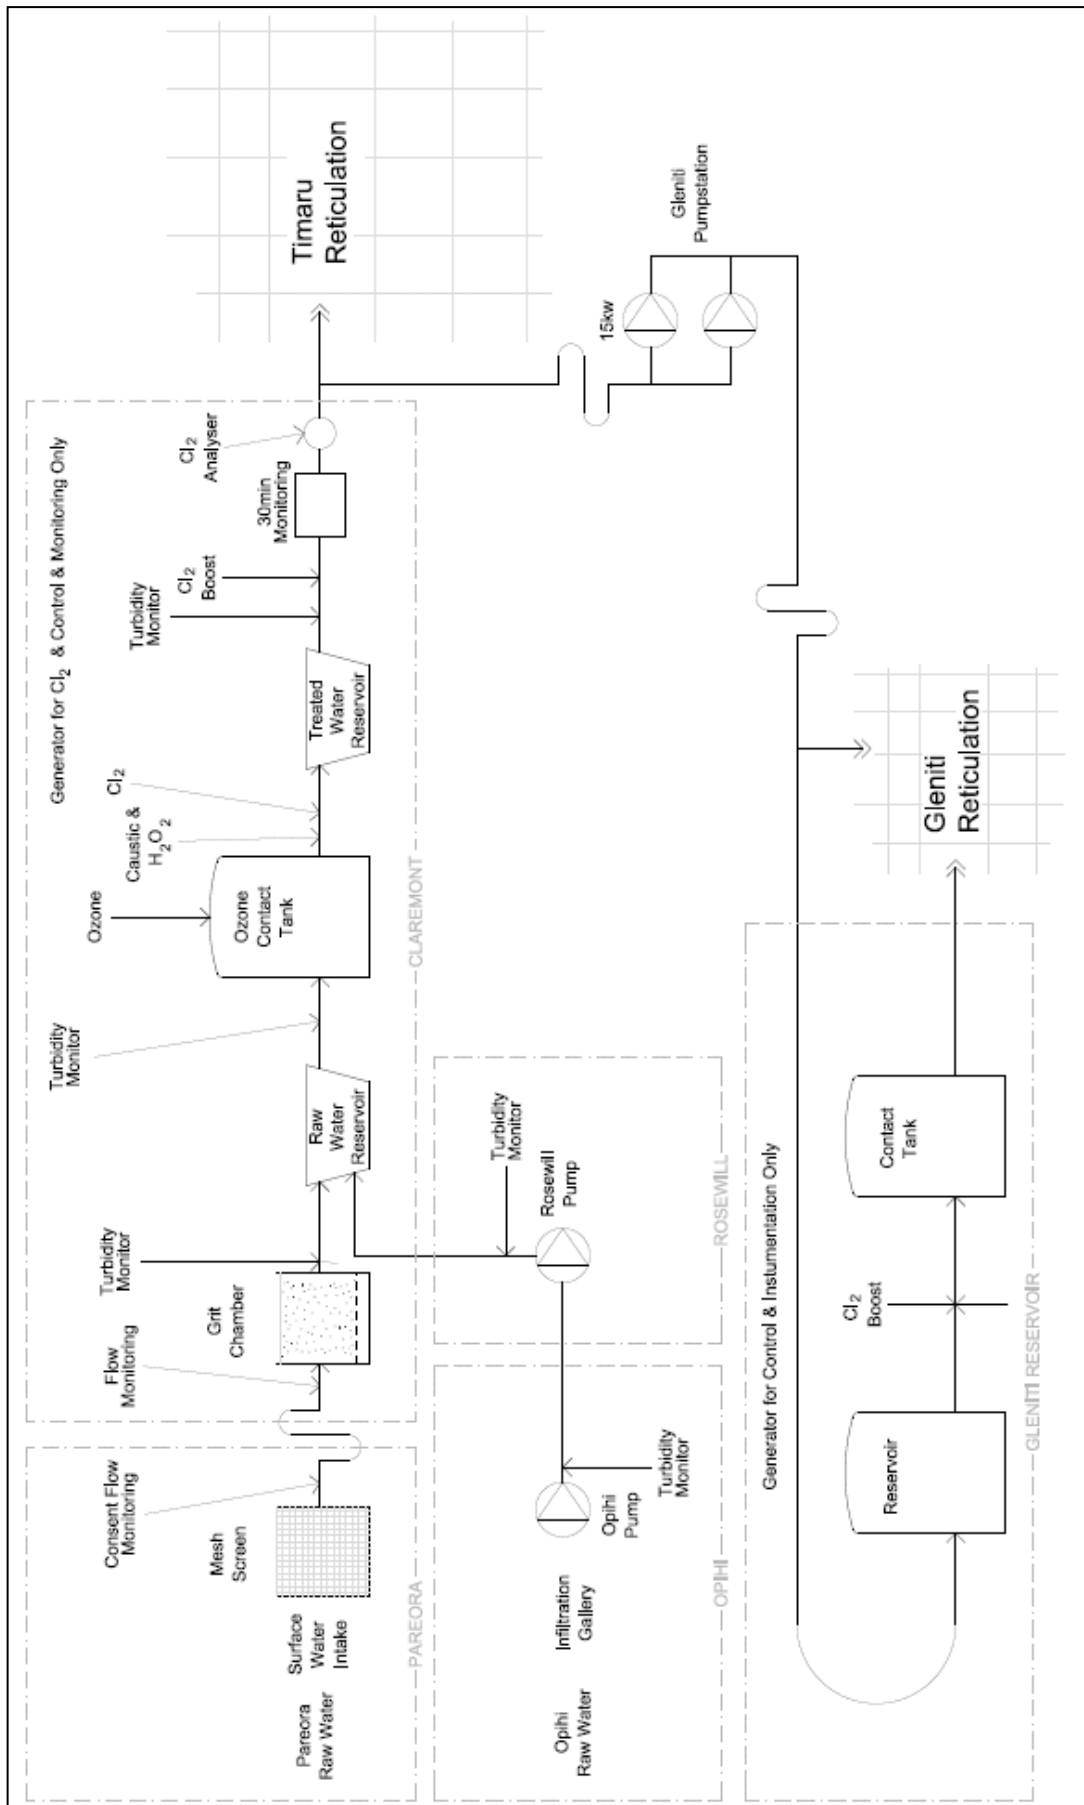 Generator for Cl2 & Control & Monitoring Only
Timaru
Reticulation
Pareora
Raw Water
Surface
Water
Intake
Mesh
Screen
Consent Flow
Monitoring
PAREORA
Flow
Monitoring
Grit
Chamber
Turbidity
Monitor
Raw
Water
Reservoir
Turbidity
Monitor
Ozone
Ozone
Contact
Tank
Caustic &
H2O2
Cl2
Treated
Water
Reservoir
Turbidity
Monitor
Cl2
Boost
30min
Monitoring
Cl2
Analyser
CLAREMONT
Opihi
Raw Water
Infiltration
Gallery
Opihi
Pump
Turbidity
Monitor
OPIHI
Rosewill
Pump
Turbidity
Monitor
ROSEWILL
15kw
Gleniti
Pumpstation
Generator for Control & Instumentation Only
Reservoir
Cl2
Boost
Contact
Tank
GLENITI RESERVOIR
Gleniti
Reticulation